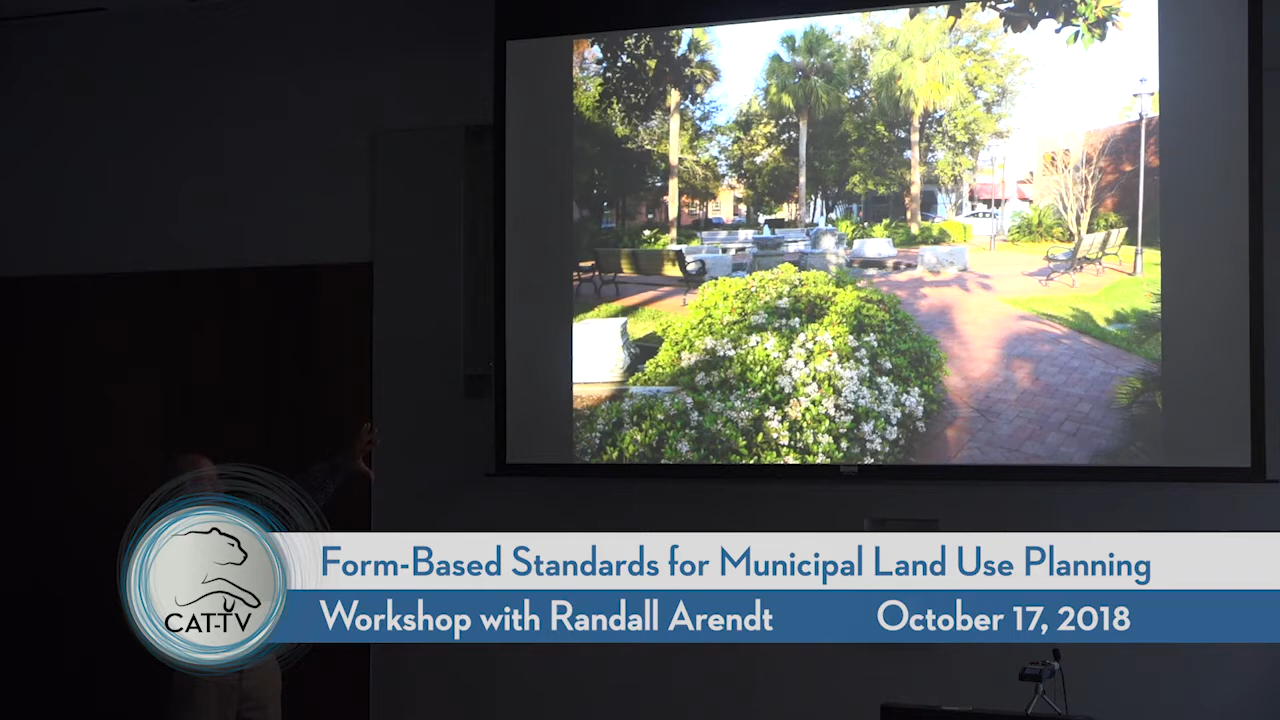 Form-Based Standards for Municipal Land Use Planning
Workshop with Randall Arendt October 17, 2018
CAT-TV